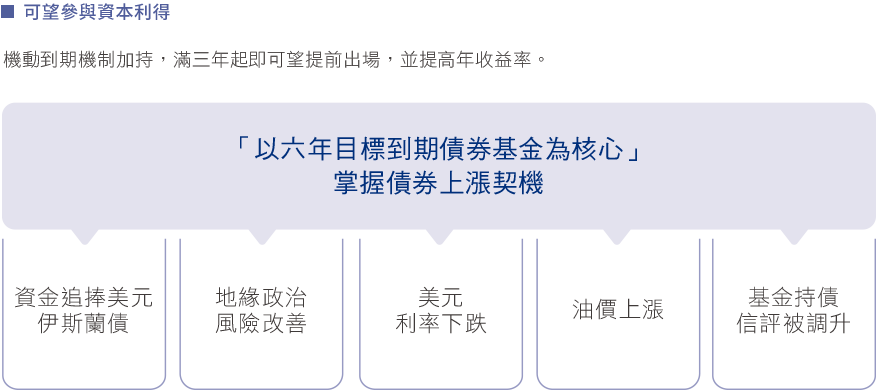 可望參與資本利得
機動到期機制加持，滿三年起即可望提前出場，並提高年收益率。
「以六年目標到期債券基金為核心」
掌握債券上漲契機
資金追捧美元
伊斯蘭債
地緣政治
風險改善
美元
利率下跌
油價上漲
基金持債
信評被調升